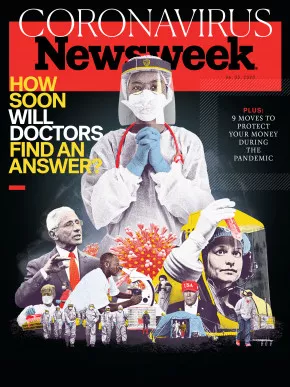 CORONAVIRUS
Newsweek
HOW
SOON
WILL
DOCTORS
FIND AN
ANSWER?
PLUS:
9 MOVES TO
PROTECT
YOUR MONEY
DURING
THE
PANDEMIC
USA